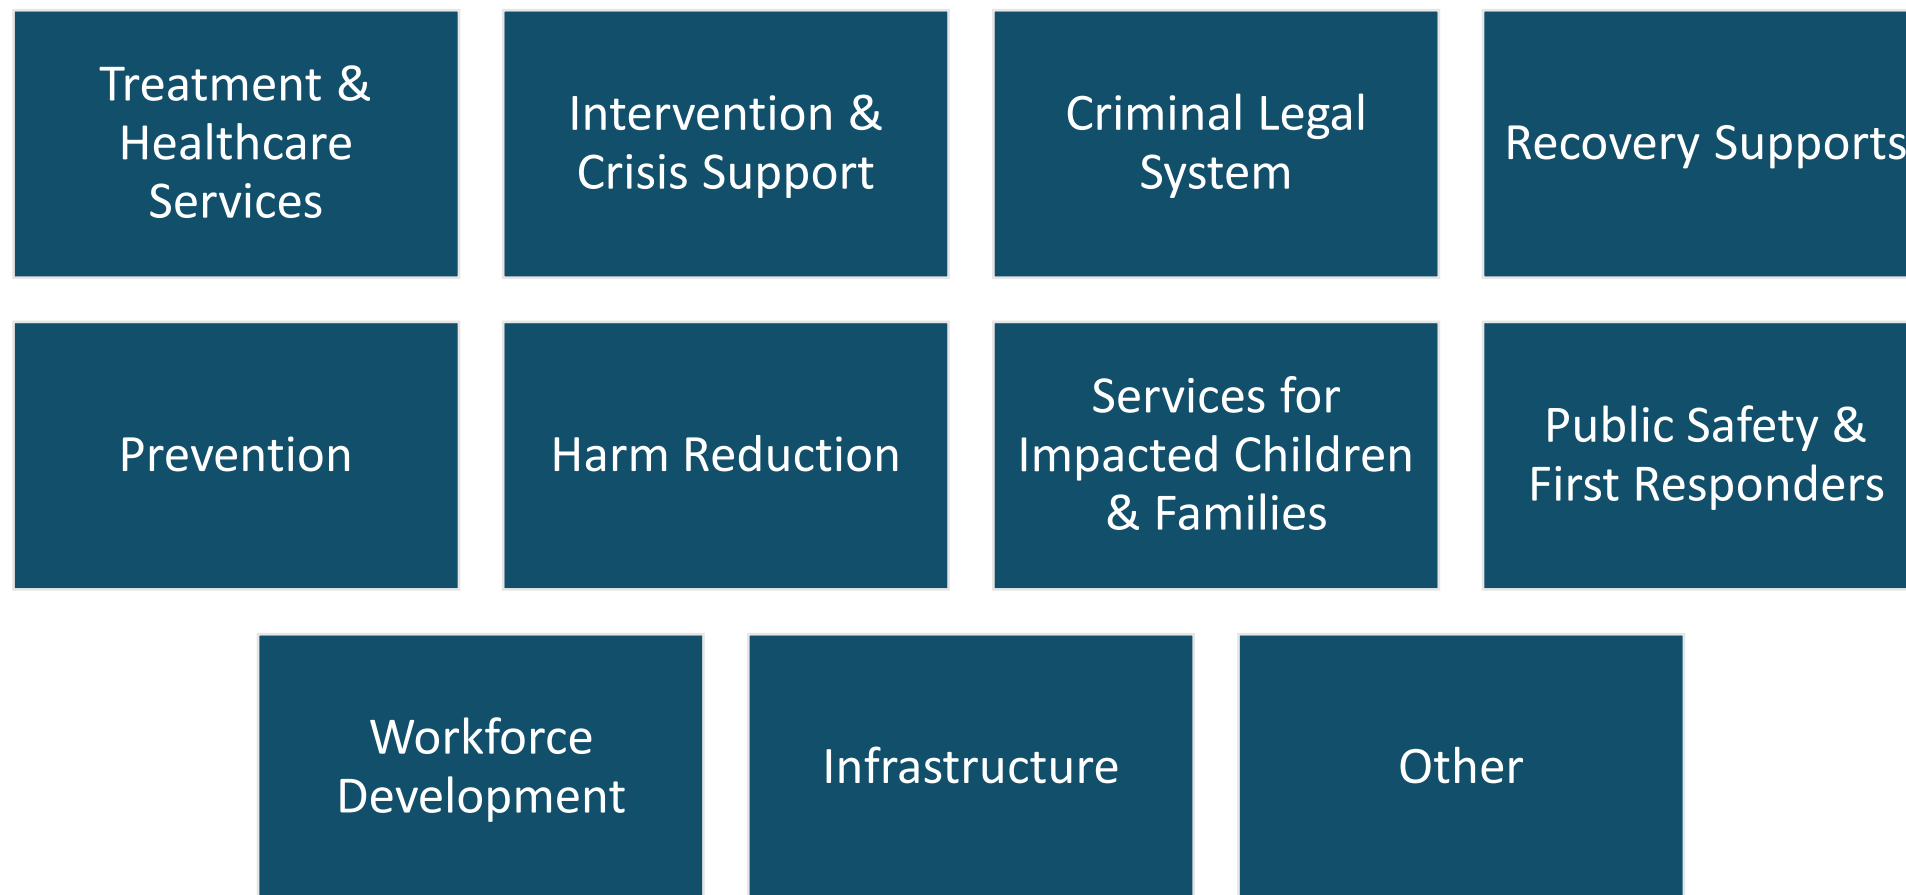 Treatment &
Healthcare
Services
Intervention &
Crisis Support
Criminal Legal
System
Recovery Supports
Prevention
Harm Reduction
Services for
Impacted Children
& Families
Public Safety &
First Responders
Workforce
Development
Infrastructure
Other